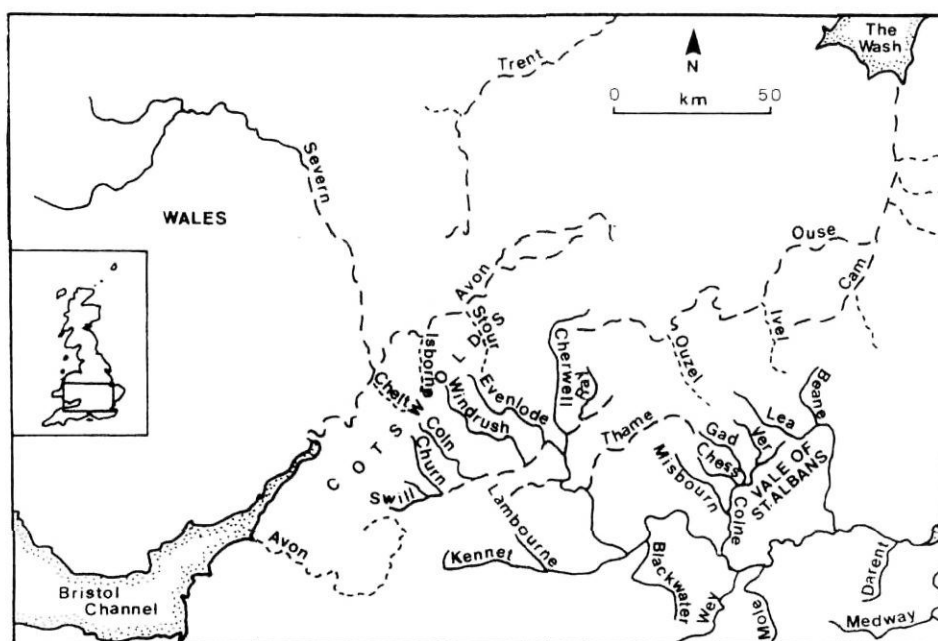 The
Wash
Trent
N
0 50
km
Severn
WALES
Ouse
Cam
Avon
Stour
Ivel
Isborne
Cherwell
Ray
Ouzel
Beane
Chelt
COTSWOLDS
Windrush
Evenlode
Thame
Gad
Ver
Lea
Coln
Chess
Churn
Misbourn
VALE OF
ST.ALBANS
Swill
Colne
Lambourne
Avon
Kennet
Blackwater
Darent
Bristol
Channel
Wey
Mole
Medway